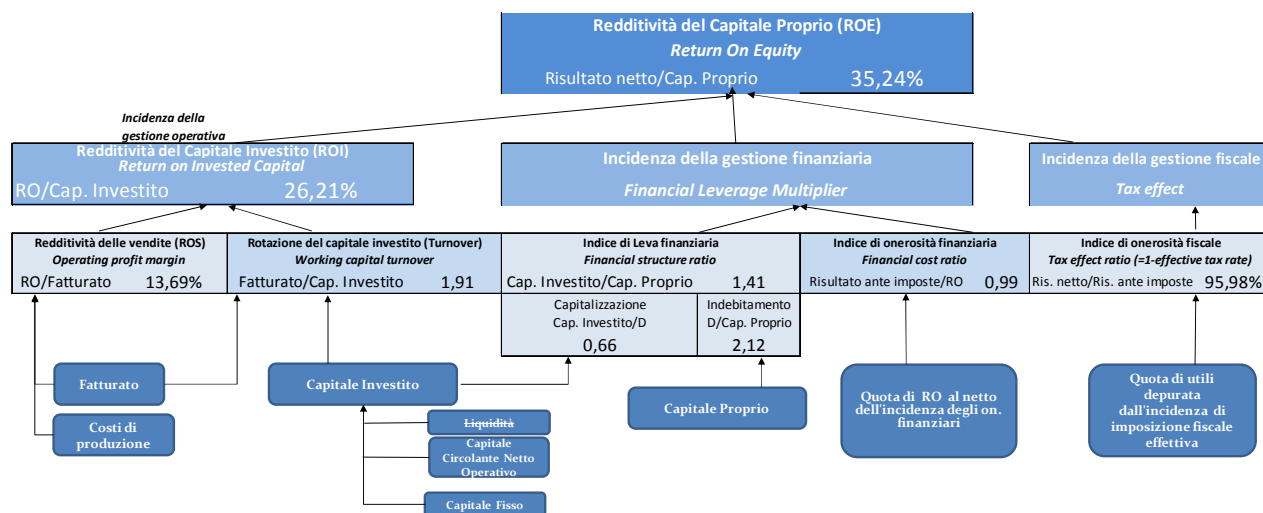 Redditività del Capitale Proprio (ROE)
Return On Equity
Risultato netto/Cap. Proprio 35,24%
Incidenza della
gestione operativa
Redditività del Capitale Investito (ROI)
Return on Invested Capital
RO/Cap. Investito 26,21%
Incidenza della gestione finanziaria
Financial Leverage Multiplier
Incidenza della gestione fiscale
Tax effect
Redditività delle vendite (ROS)
Operating profit margin
RO/Fatturato 13,69%
Rotazione del capitale investito (Turnover)
Working capital turnover
Fatturato/Cap. Investito 1,91
Indice di Leva finanziaria
Financial structure ratio
Cap. Investito/Cap. Proprio 1,41
Indice di onerosità finanziaria
Financial cost ratio
Risultato ante imposte/RO 0,99
Indice di onerosità fiscale
Tax effect ratio (=1-effective tax rate)
Ris. netto/Ris. ante imposte 95,98%
Capitalizzazione
Cap. Investito/D
0,66
Indebitamento
D/Cap. Proprio
2,12
Fatturato
Costi di
produzione
Capitale Investito
Liquidità
Capitale
Circolante Netto
Operativo
Capitale Fisso
Capitale Proprio
Quota di RO al netto
dell'incidenza degli on.
finanziari
Quota di utili
depurata
dall'incidenza di
imposizione fiscale
effettiva